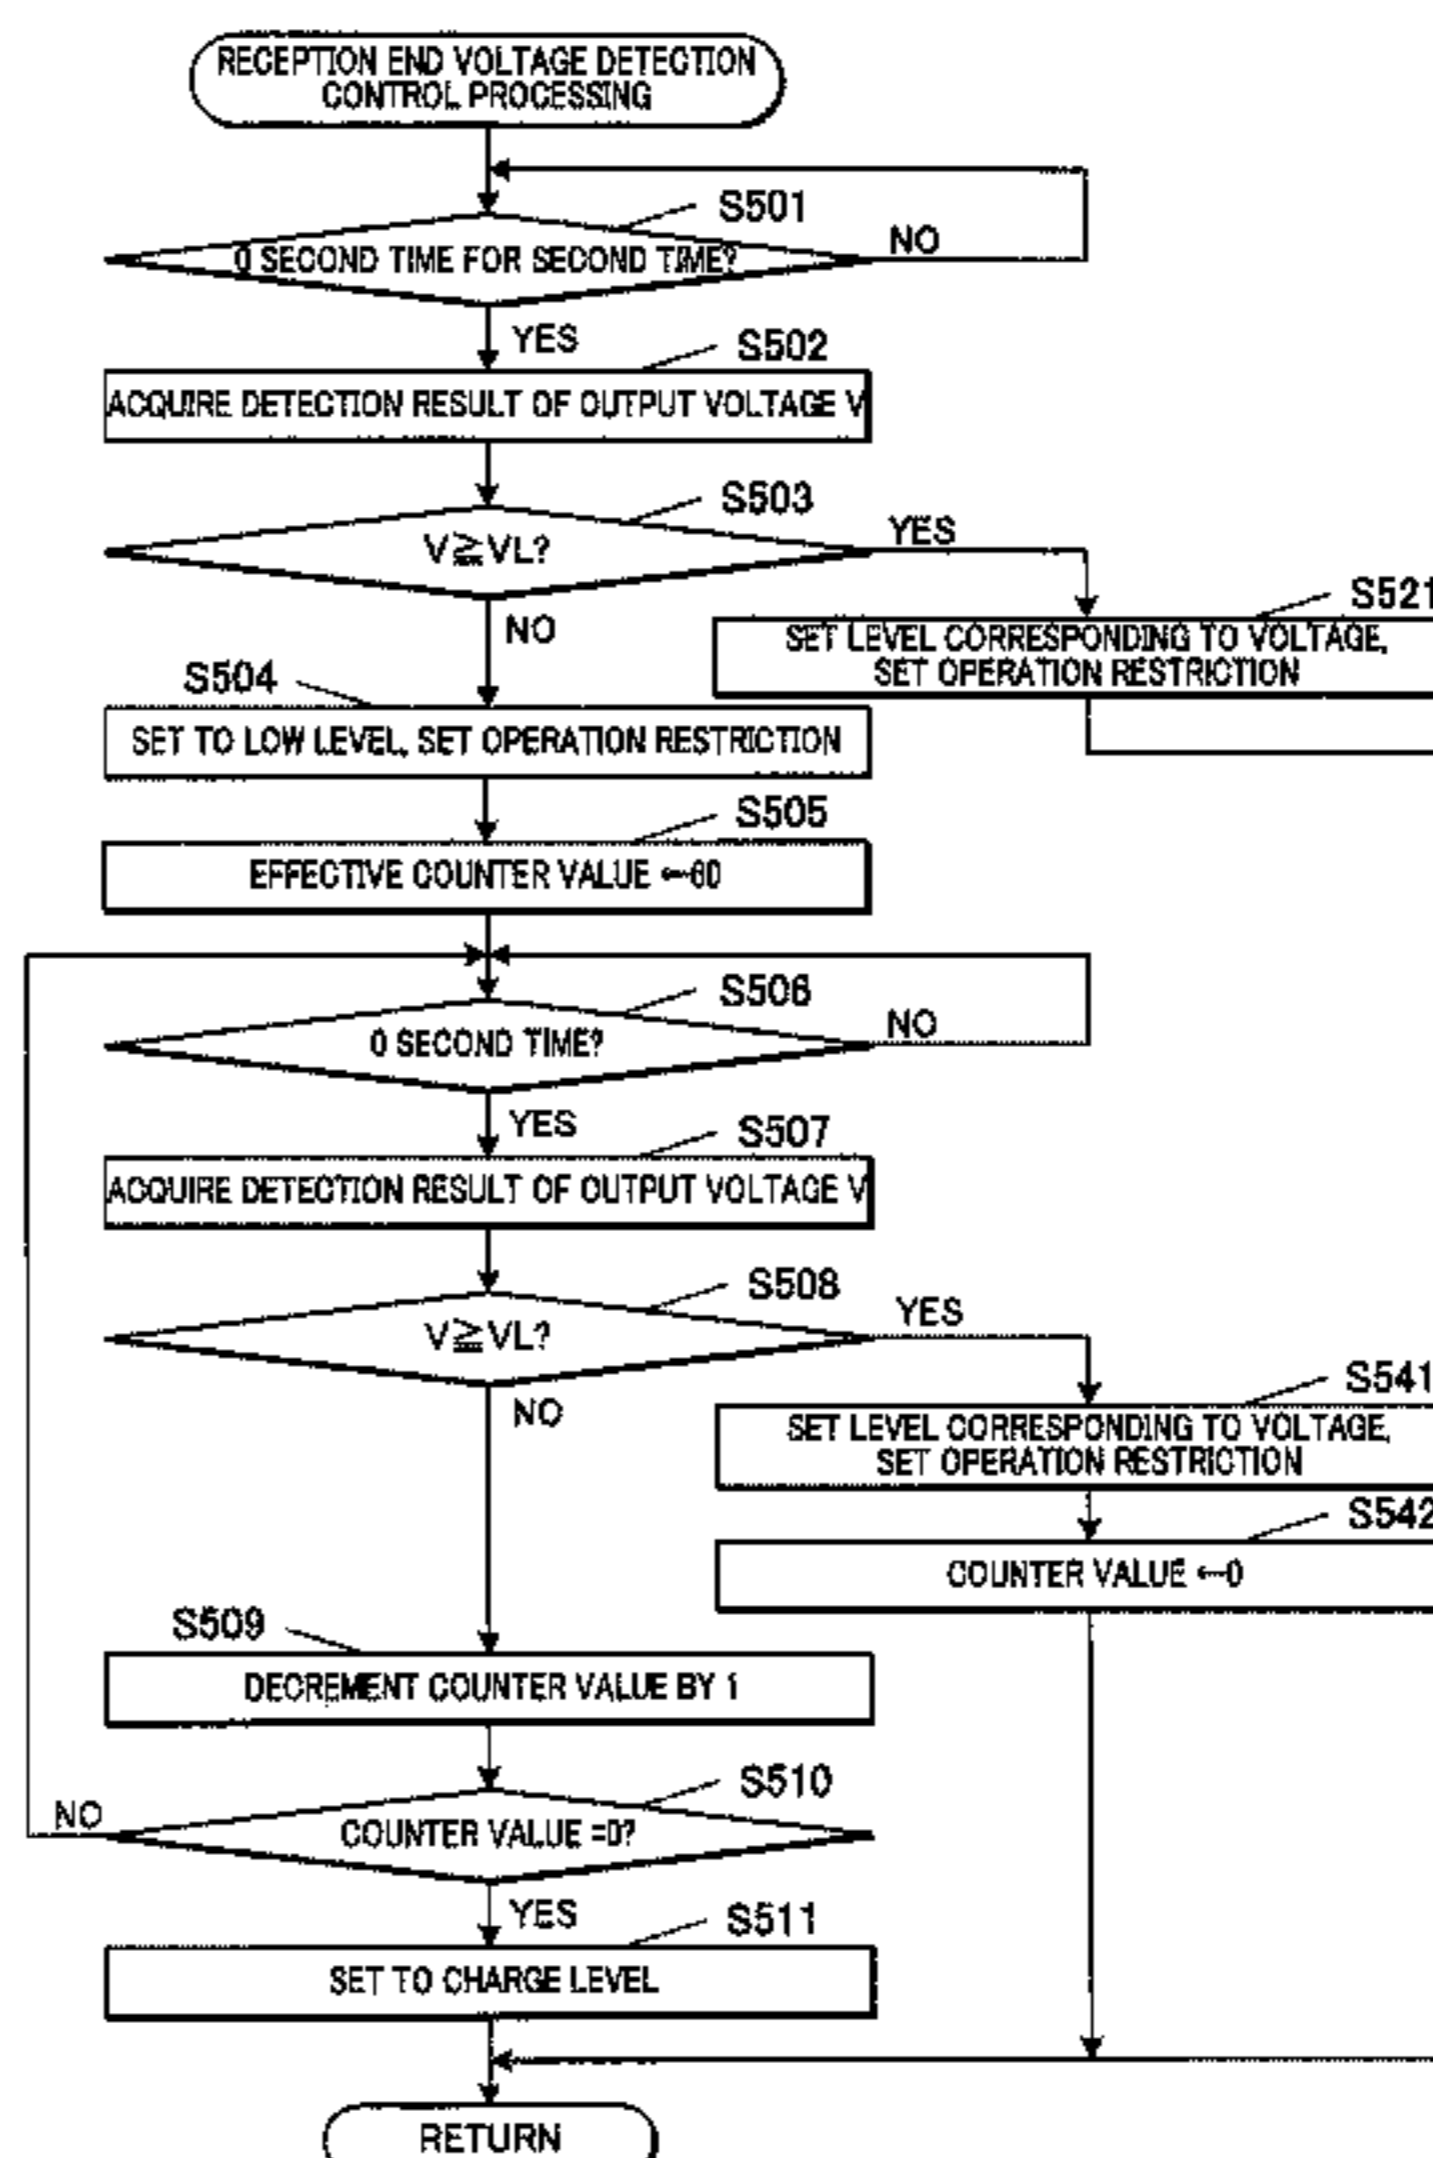 RECEPTION END VOLTAGE DETECTION
CONTROL PROCESSING
S501
0 SECOND TIME FOR SECOND TIME?
NO
YES
S502
ACQUIRE DETECTION RESULT OF OUTPUT VOLTAGE V
S503
V≧VL?
YES
NO
S521
SET LEVEL CORRESPONDING TO VOLTAGE,
SET OPERATION RESTRICTION
S504
SET TO LOW LEVEL, SET OPERATION RESTRICTION
S505
EFFECTIVE COUNTER VALUE ←60
S506
0 SECOND TIME?
NO
YES
S507
ACQUIRE DETECTION RESULT OF OUTPUT VOLTAGE V
S508
V≧VL?
YES
NO
S541
SET LEVEL CORRESPONDING TO VOLTAGE,
SET OPERATION RESTRICTION
S542
COUNTER VALUE ←0
S509
DECREMENT COUNTER VALUE BY 1
S510
NO
COUNTER VALUE =0?
YES
S511
SET TO CHARGE LEVEL
RETURN